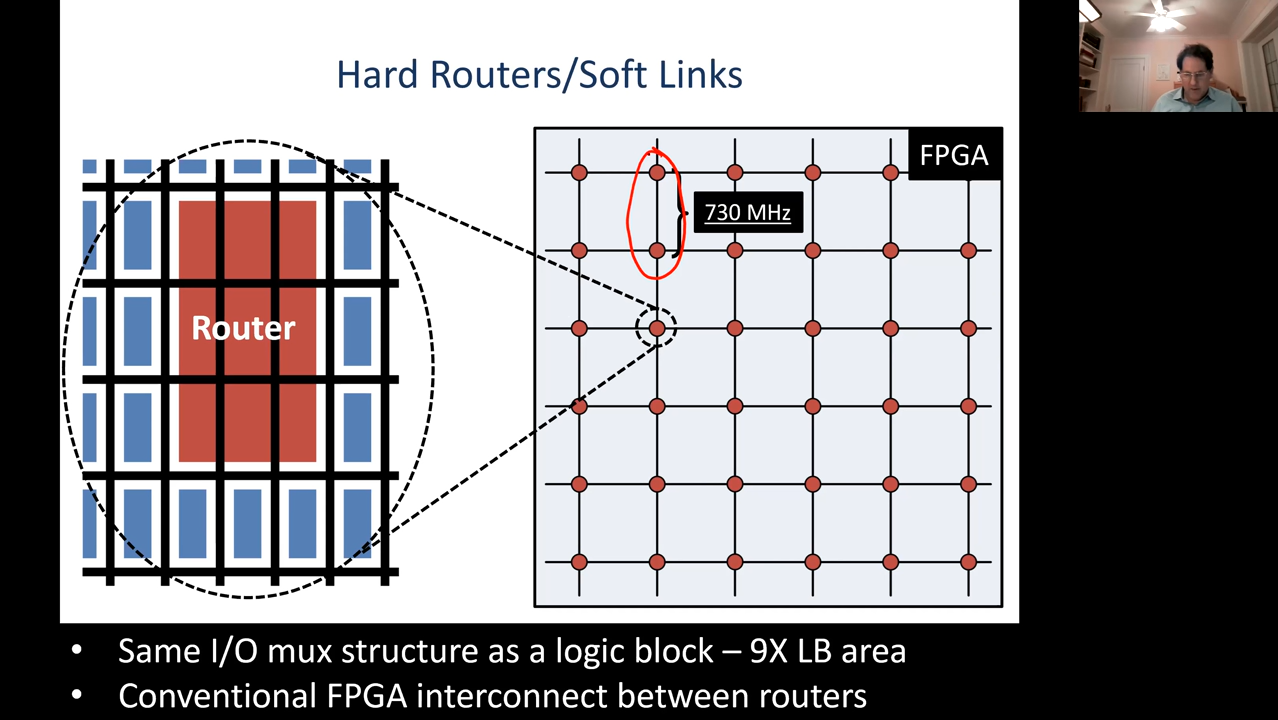 Hard Routers/Soft Links
FPGA
730 MHz
Router
• Same I/O mux structure as a logic block – 9X LB area
• Conventional FPGA interconnect between routers